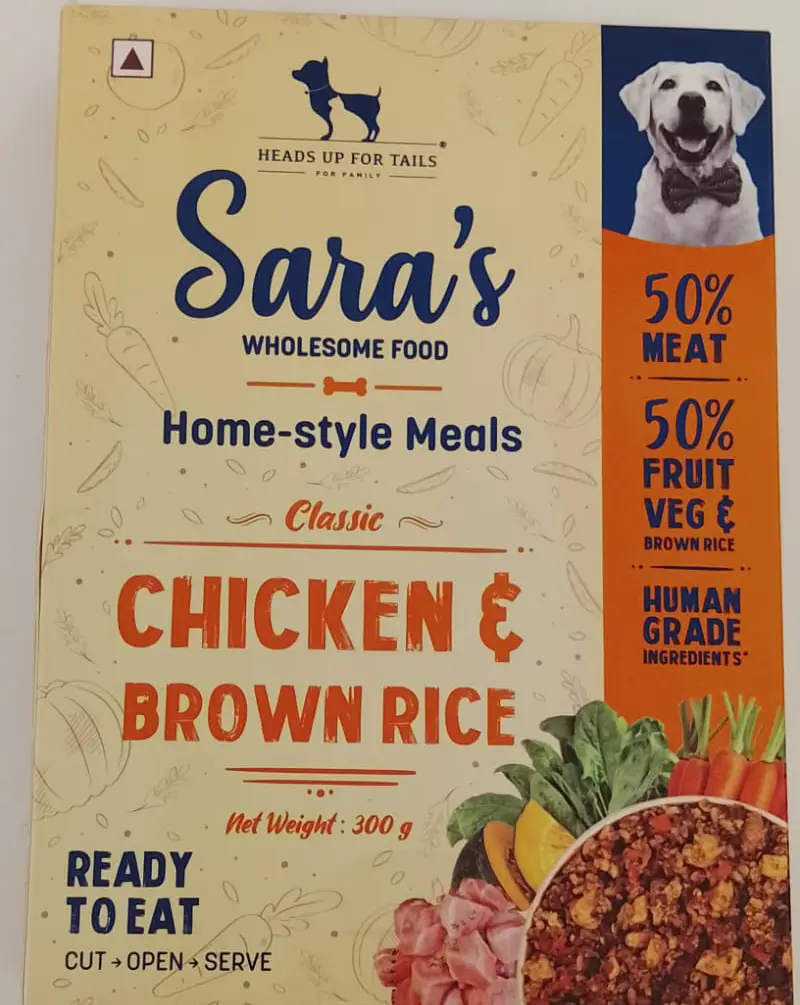 HEADS UP FOR TAILS®
FOR FAMILY
Sara's
WHOLESOME FOOD
Home-style Meals
Classic
CHICKEN &
BROWN RICE
Net Weight : 300 g
READY
TO EAT
CUT → OPEN → SERVE
50%
MEAT
50%
FRUIT
VEG &
BROWN RICE
HUMAN
GRADE
INGREDIENTS*